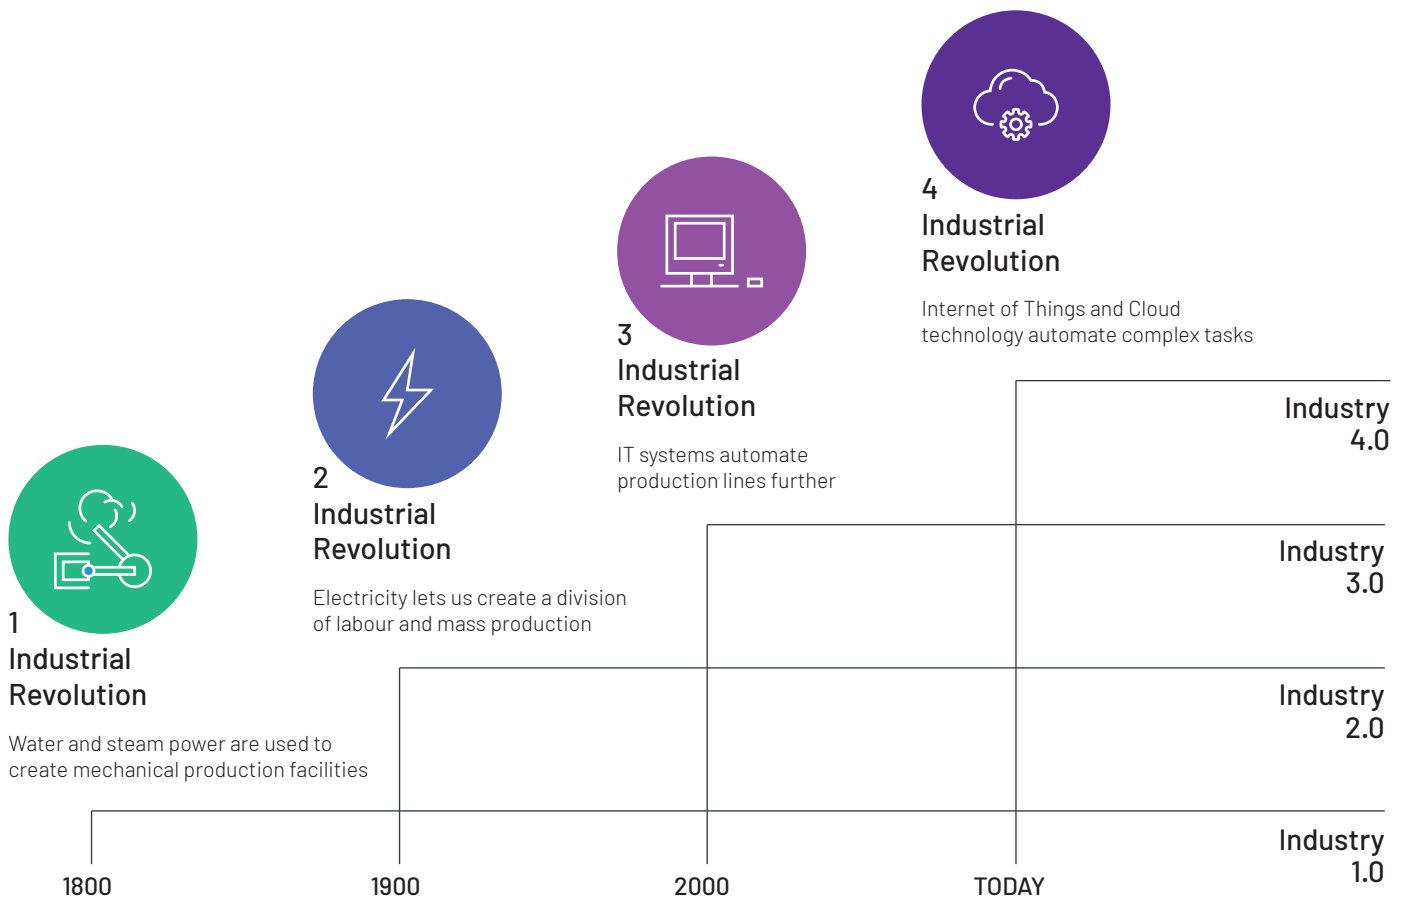 1
Industrial
Revolution
Water and steam power are used to
create mechanical production facilities
2
Industrial
Revolution
Electricity lets us create a division
of labour and mass production
3
Industrial
Revolution
IT systems automate
production lines further
4
Industrial
Revolution
Internet of Things and Cloud
technology automate complex tasks
Industry
4.0
Industry
3.0
Industry
2.0
Industry
1.0
1800
1900
2000
TODAY